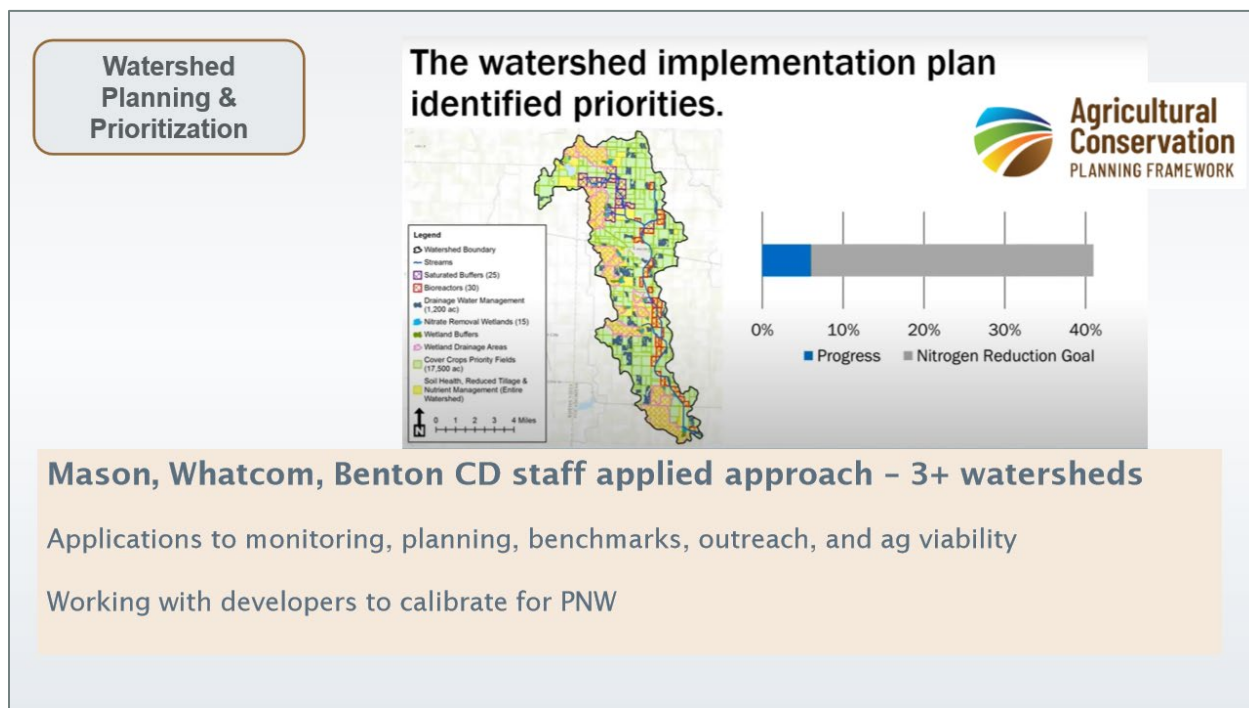 Watershed
Planning &
Prioritization
The watershed implementation plan
identified priorities.
Agricultural
Conservation
PLANNING FRAMEWORK
Legend
Watershed Boundary
Streams
Saturated Buffers (25)
Bioreactors (30)
Drainage Water Management
(1,200 ac)
Nitrate Removal Wetlands (15)
Wetland Buffers
Wetland Drainage Areas
Cover Crops Priority Fields
(17,500 ac)
Soil Health, Reduced Tillage &
Nutrient Management (Entire
Watershed)
N
0 1 2 3 4 Miles
0% 10% 20% 30% 40%
Progress Nitrogen Reduction Goal
Mason, Whatcom, Benton CD staff applied approach – 3+ watersheds
Applications to monitoring, planning, benchmarks, outreach, and ag viability
Working with developers to calibrate for PNW